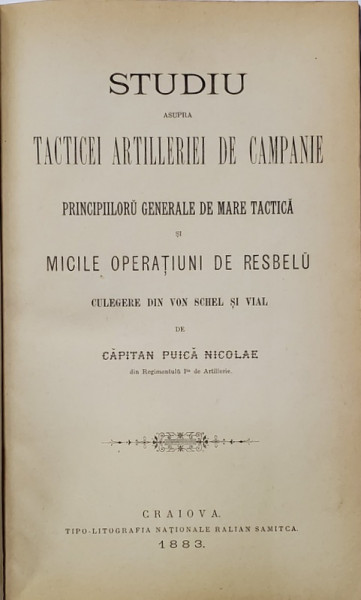 STUDIU
ASUPRA
TACTICEI ARTILLERIEI DE CAMPANIE
PRINCIPIILORŬ GENERALE DE MARE TACTICĂ
ȘI
MICILE OPERAȚIUNI DE RESBELŬ
CULEGERE DIN VON SCHEL ȘI VIAL
DE
CĂPITAN PUICĂ NICOLAE
din Regimentulŭ Iᵘ de Artillerie.
CRAIOVA.
TIPO-LITOGRAFIA NAȚIONALE RALIAN SAMITCA.
1883.